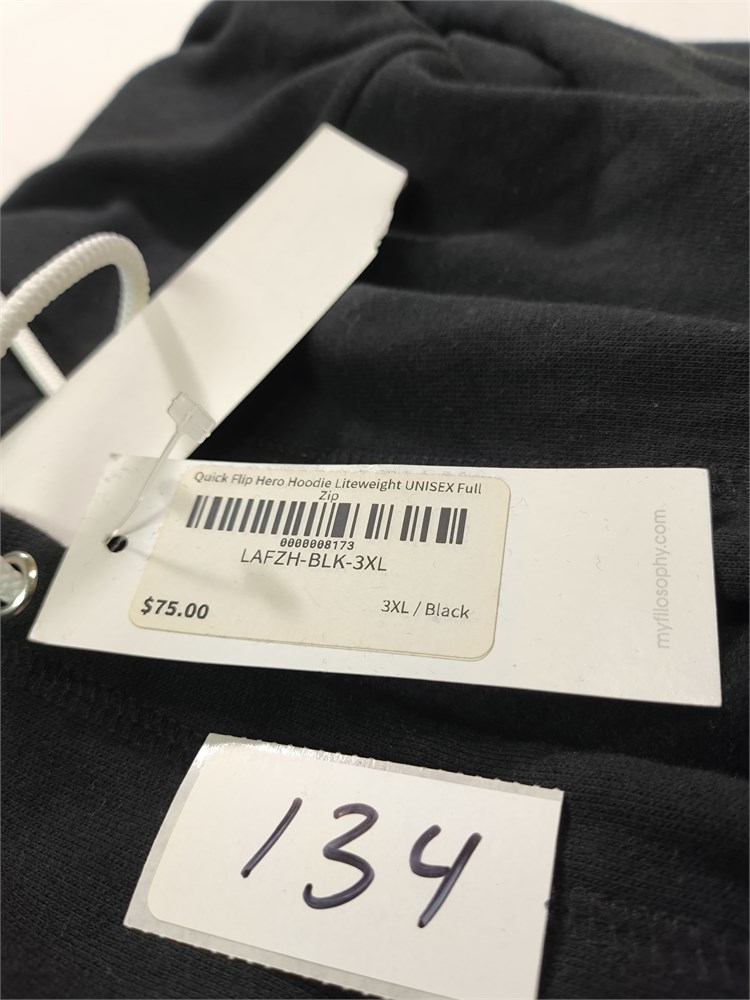 Quick Flip Hero Hoodie Liteweight UNISEX Full
Zip
0000008173
LAFZH-BLK-3XL
$75.00
3XL / Black
myfilosophy.com
134